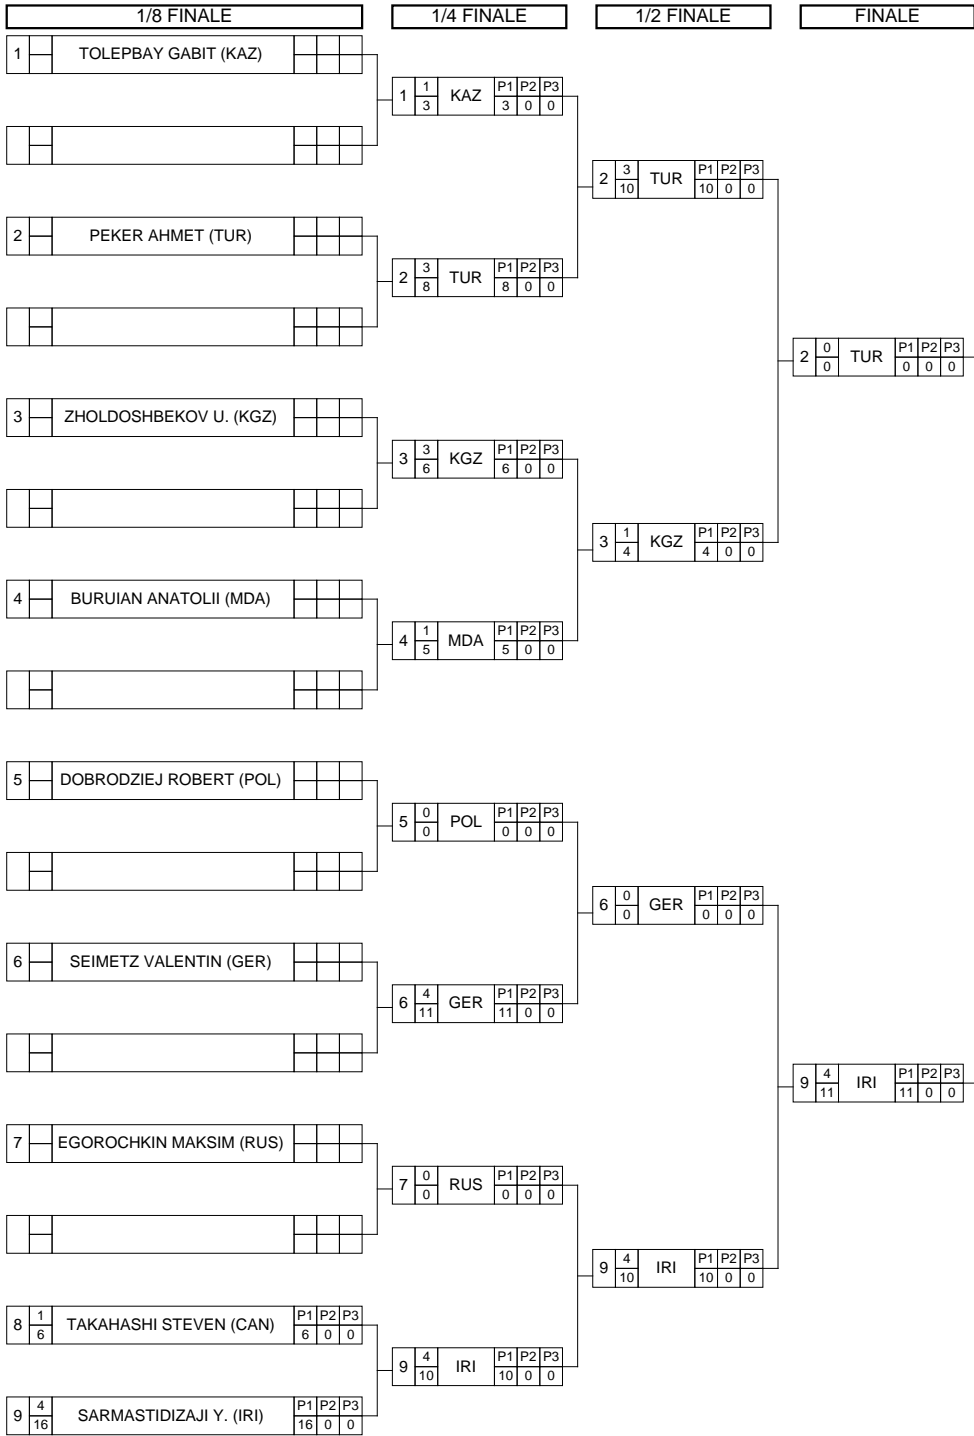 1/8 FINALE 1/4 FINALE 1/2 FINALE FINALE
1 TOLEPBAY GABIT (KAZ)
1 1 3 KAZ P1 P2 P3
3 0 0
2 3 10 TUR P1 P2 P3
10 0 0
2 PEKER AHMET (TUR)
2 3 8 TUR P1 P2 P3
8 0 0
2 0 0 TUR P1 P2 P3
0 0 0
3 ZHOLDOSHBEKOV U. (KGZ)
3 3 6 KGZ P1 P2 P3
6 0 0
3 1 4 KGZ P1 P2 P3
4 0 0
4 BURUIAN ANATOLII (MDA)
4 1 5 MDA P1 P2 P3
5 0 0
5 DOBRODZIEJ ROBERT (POL)
5 0 0 POL P1 P2 P3
0 0 0
6 0 0 GER P1 P2 P3
0 0 0
6 SEIMETZ VALENTIN (GER)
6 4 11 GER P1 P2 P3
11 0 0
9 4 11 IRI P1 P2 P3
11 0 0
7 EGOROCHKIN MAKSIM (RUS)
7 0 0 RUS P1 P2 P3
0 0 0
9 4 10 IRI P1 P2 P3
10 0 0
8 1 6 TAKAHASHI STEVEN (CAN) P1 P2 P3
6 0 0
9 4 10 IRI P1 P2 P3
10 0 0
9 4 16 SARMASTIDIZAJI Y. (IRI) P1 P2 P3
16 0 0